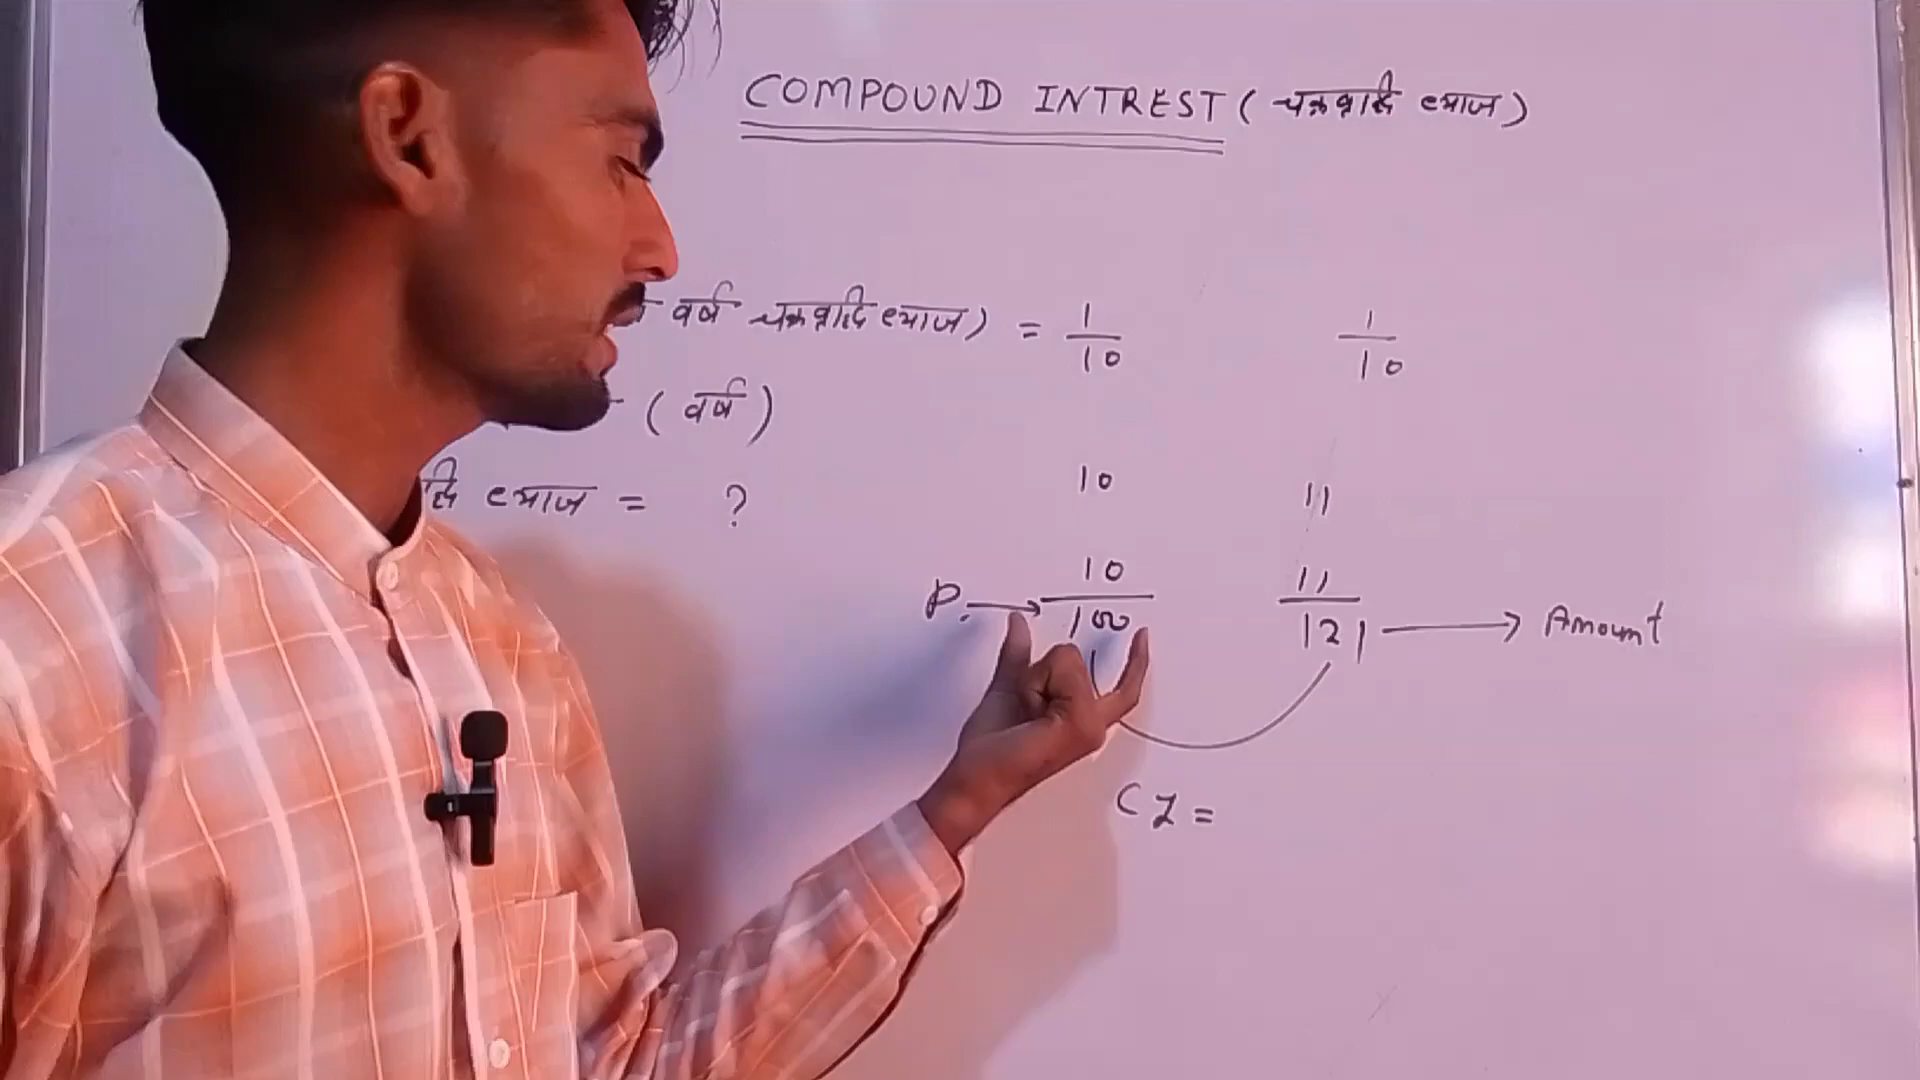 COMPOUND INTREST (चक्रवृद्धि ब्याज)
वर्ष चक्रवृद्धि ब्याज) = 1/10 1/10
(वर्ष)
द्धि ब्याज = ?
10 11
10 11
P. → 100 121 → Amount
CI =